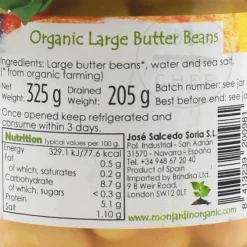 Organic Large Butter Beans
Ingredients: Large butter beans*, water and sea salt.
(* from organic farming)
Net Weight: 325 g Drained Weight: 205 g
Batch number: see jar
Best before end: see jar
Once opened keep refrigerated and
consume within 3 days.
Nutrition Typical values per 100 g.
Energy 329.1 kJ/77.6 kcal
Fat 0.5 g
of which, saturates 0.2 g
Carbohydrate 8.7 g
of which, sugars 0 g
Protein 5.1 g
Salt 1.10 g
José Salcedo Soria S.L.
Pol. Industrial - San Adrián
31570 - Navarra - España
Tel. +34 948 67 20 40
Product of Spain
Imported by Brindisa Ltd.
9 B Weir Road,
London SW12 0LT
www.monjardinorganic.com